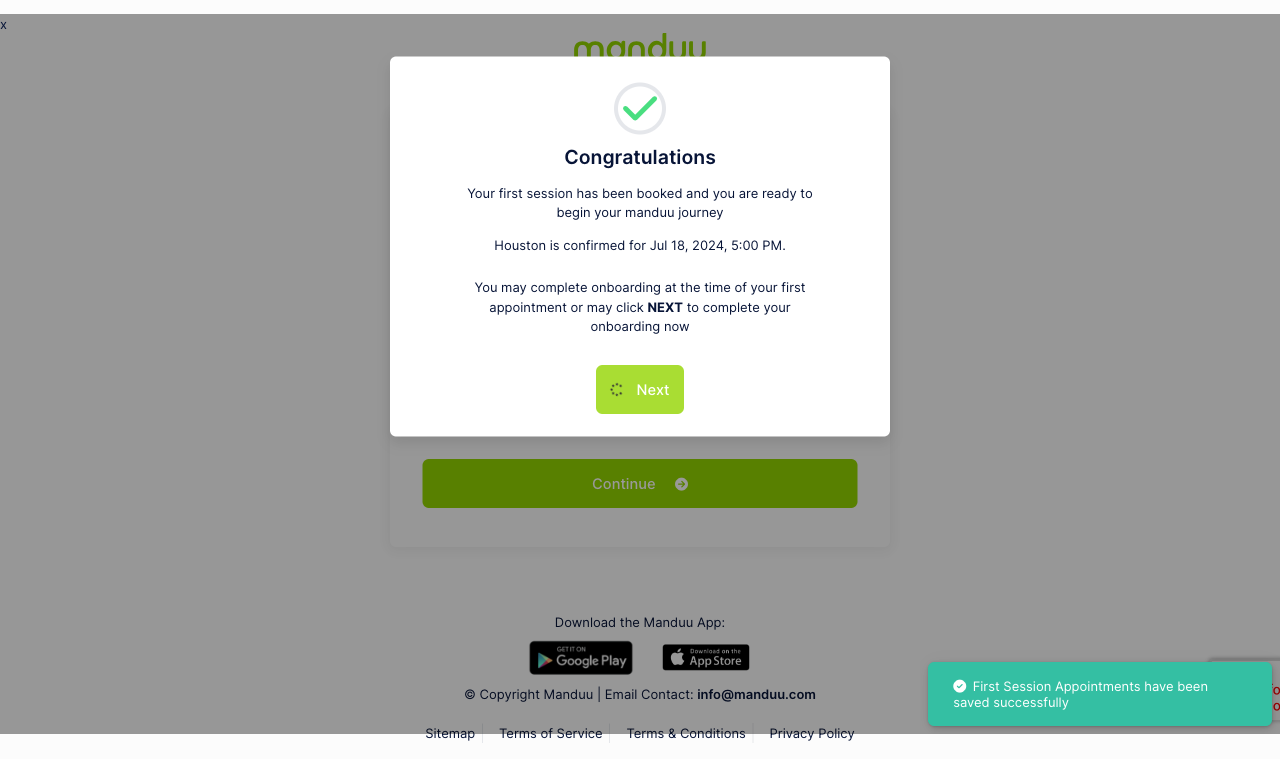 x
manduu
Congratulations
Your first session has been booked and you are ready to
begin your manduu journey
Houston is confirmed for Jul 18, 2024, 5:00 PM.
You may complete onboarding at the time of your first
appointment or may click NEXT to complete your
onboarding now
Next
Continue
Download the Manduu App:
GET IT ON
Google Play
Download on the
App Store
© Copyright Manduu | Email Contact: info@manduu.com
First Session Appointments have been
saved successfully
Sitemap
Terms of Service
Terms & Conditions
Privacy Policy